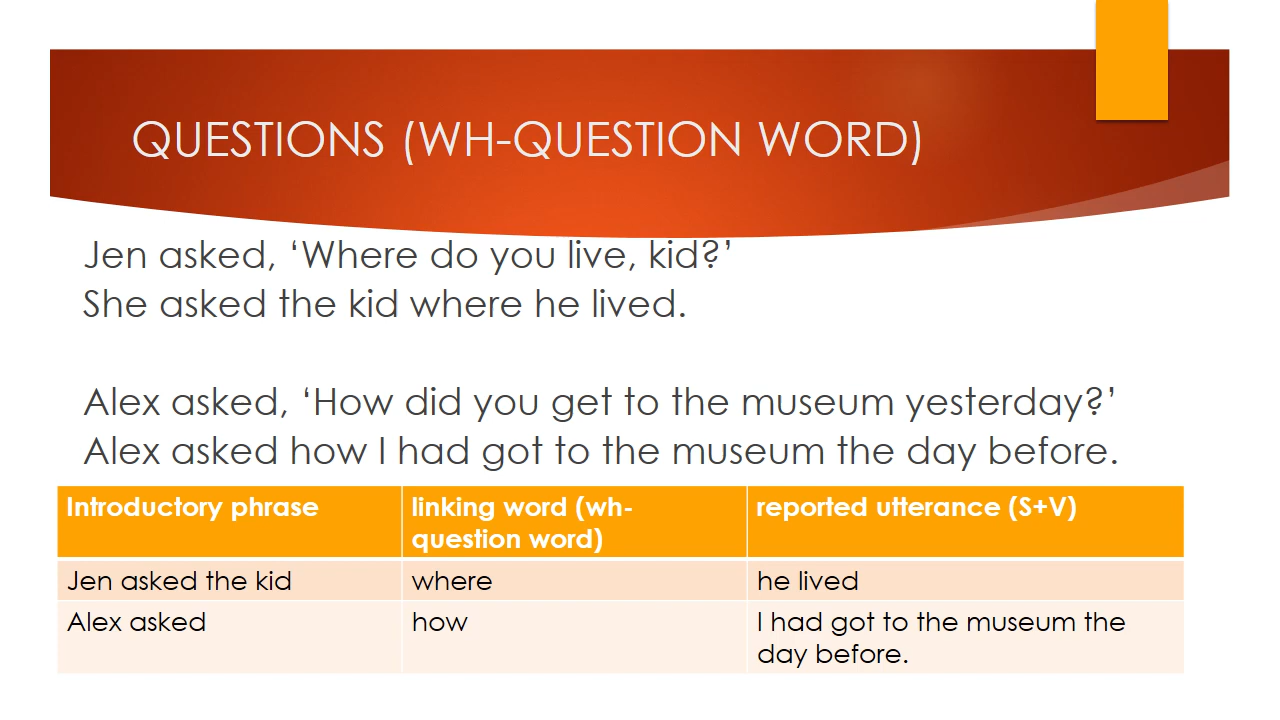 QUESTIONS (WH-QUESTION WORD)
Jen asked, ‘Where do you live, kid?’
She asked the kid where he lived.
Alex asked, ‘How did you get to the museum yesterday?’
Alex asked how I had got to the museum the day before.
Introductory phrase
linking word (wh-
question word)
reported utterance (S+V)
Jen asked the kid
where
he lived
Alex asked
how
I had got to the museum the
day before.